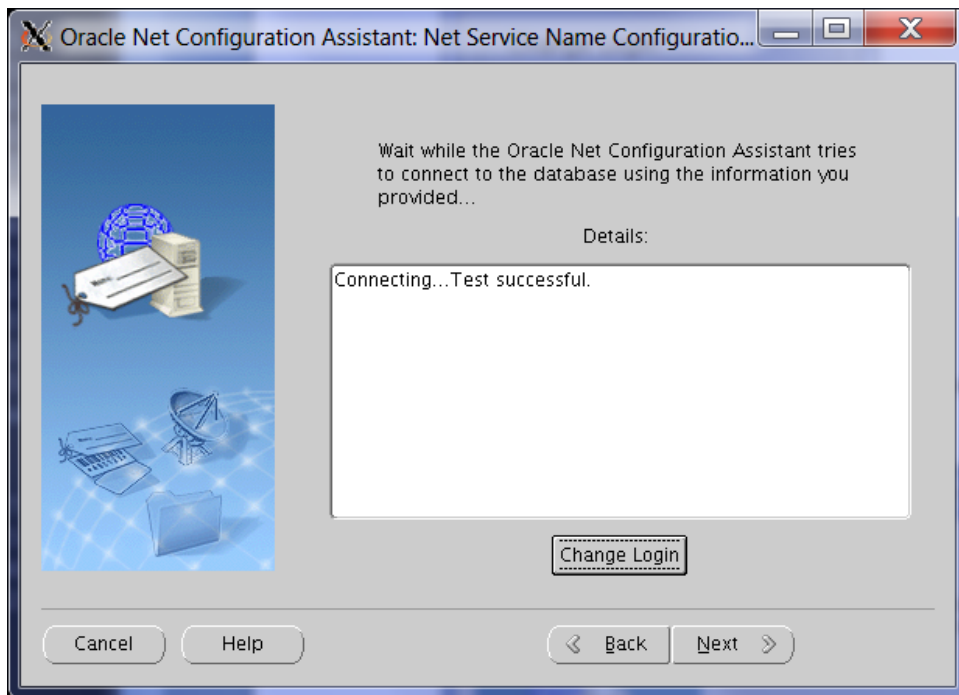 Oracle Net Configuration Assistant: Net Service Name Configuratio...
Wait while the Oracle Net Configuration Assistant tries
to connect to the database using the information you
provided...
Details:
Connecting...Test successful.
Change Login
Cancel
Help
Back
Next